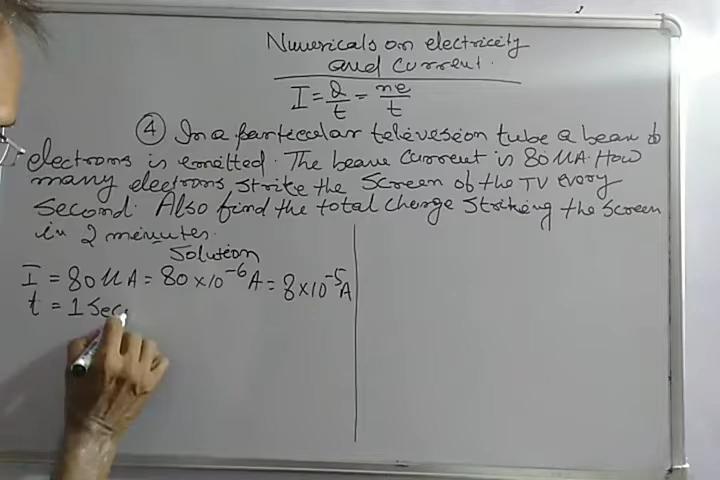 Numericals on electricity
and current.
I = Q/t = ne/t
④ In a particular television tube a beam of
electrons is emitted. The beam current is 80 μA. How
many electrons strike the screen of the TV every
second. Also find the total charge striking the screen
in 2 minutes.
Solution
I = 80 μA = 80 × 10⁻⁶ A = 8 × 10⁻⁵ A
t = 1 Sec